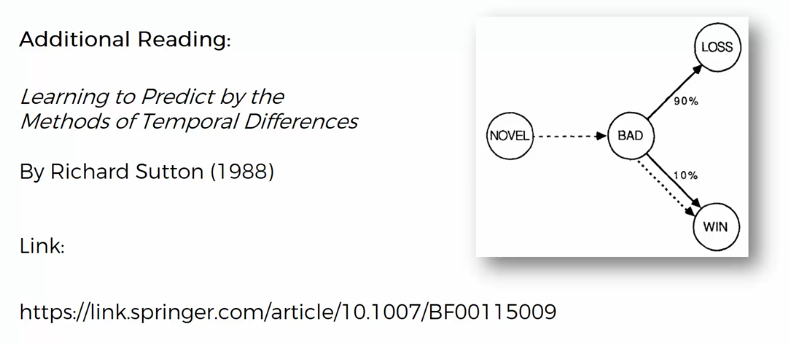 Additional Reading:
Learning to Predict by the
Methods of Temporal Differences
By Richard Sutton (1988)
Link:
https://link.springer.com/article/10.1007/BF00115009
LOSS
90%
NOVEL
BAD
10%
WIN